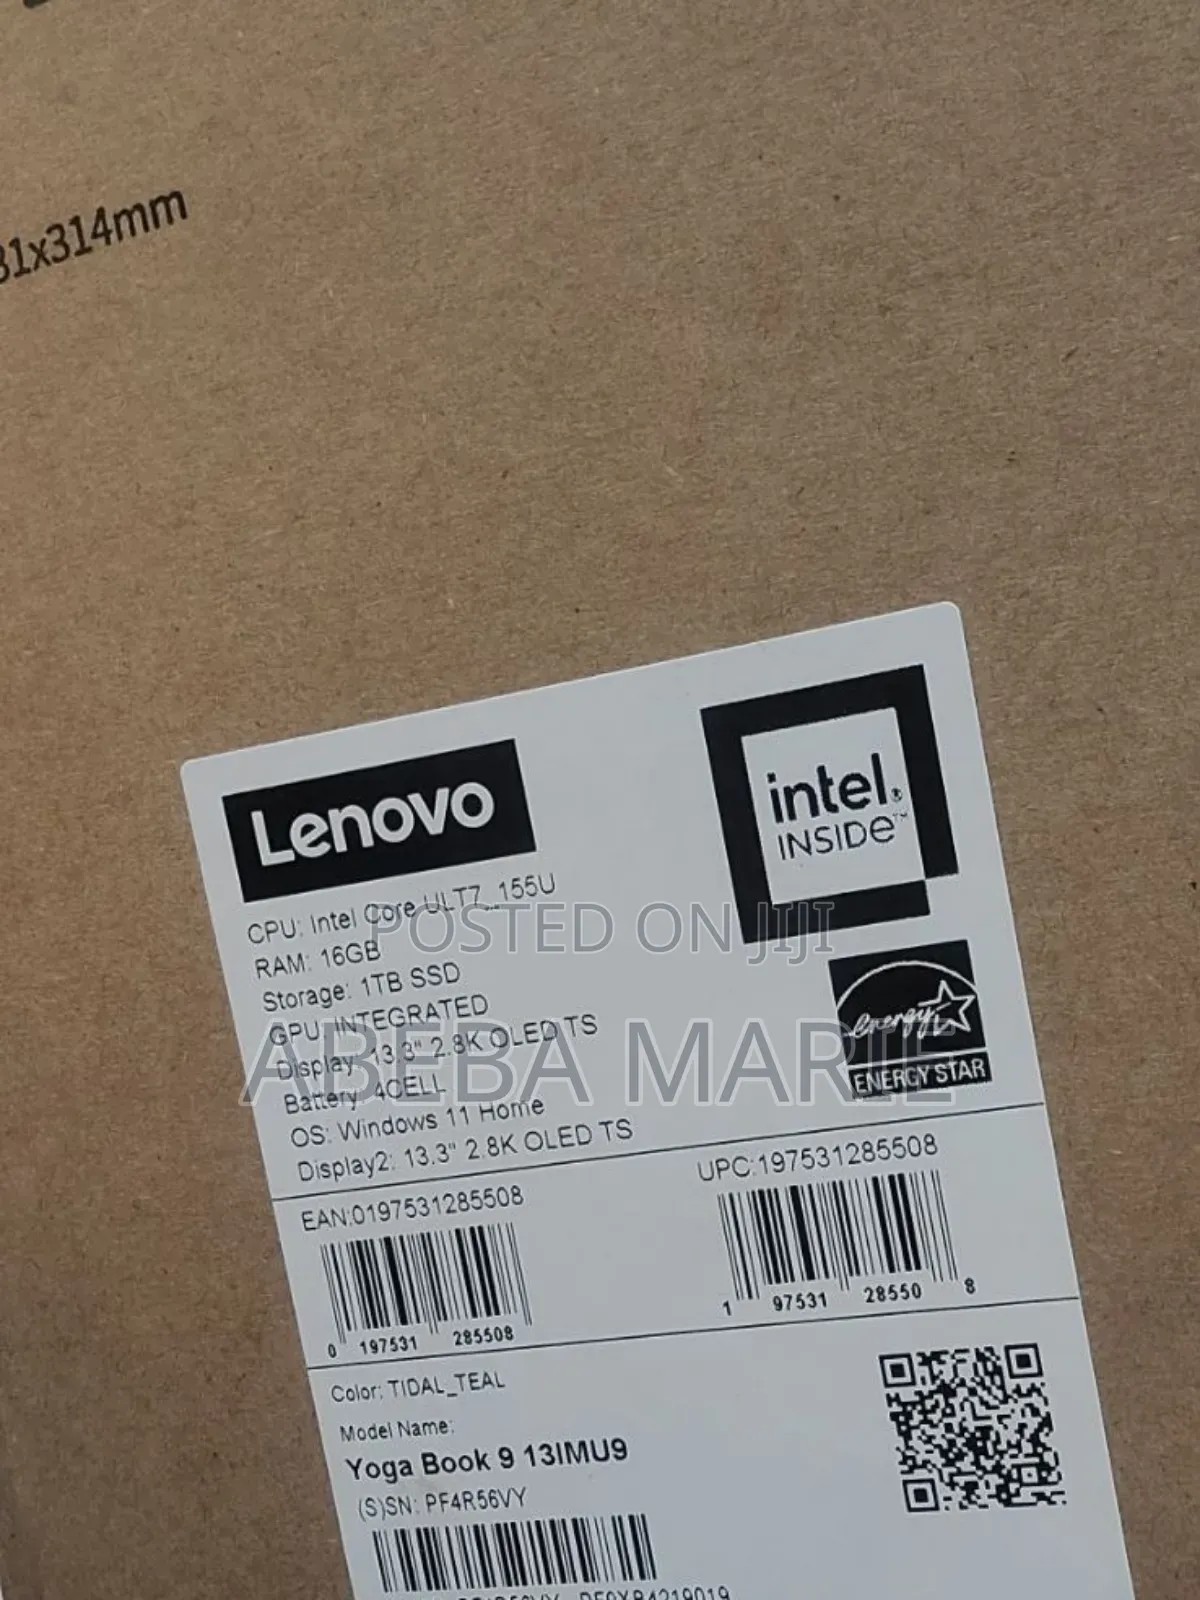 31x314mm
Lenovo
intel.
INSIDe™
CPU: Intel Core ULT7_155U
RAM: 16GB
Storage: 1TB SSD
GPU: INTEGRATED
Display: 13.3" 2.8K OLED TS
Battery: 4CELL
OS: Windows 11 Home
Display2: 13.3" 2.8K OLED TS
energy
ENERGY STAR
POSTED ON JIJI
ABEBA MARIE
EAN:0197531285508
0 197531 285508
UPC:197531285508
1 97531 28550 8
Color: TIDAL_TEAL
Model Name:
Yoga Book 9 13IMU9
(S)SN: PF4R56VY